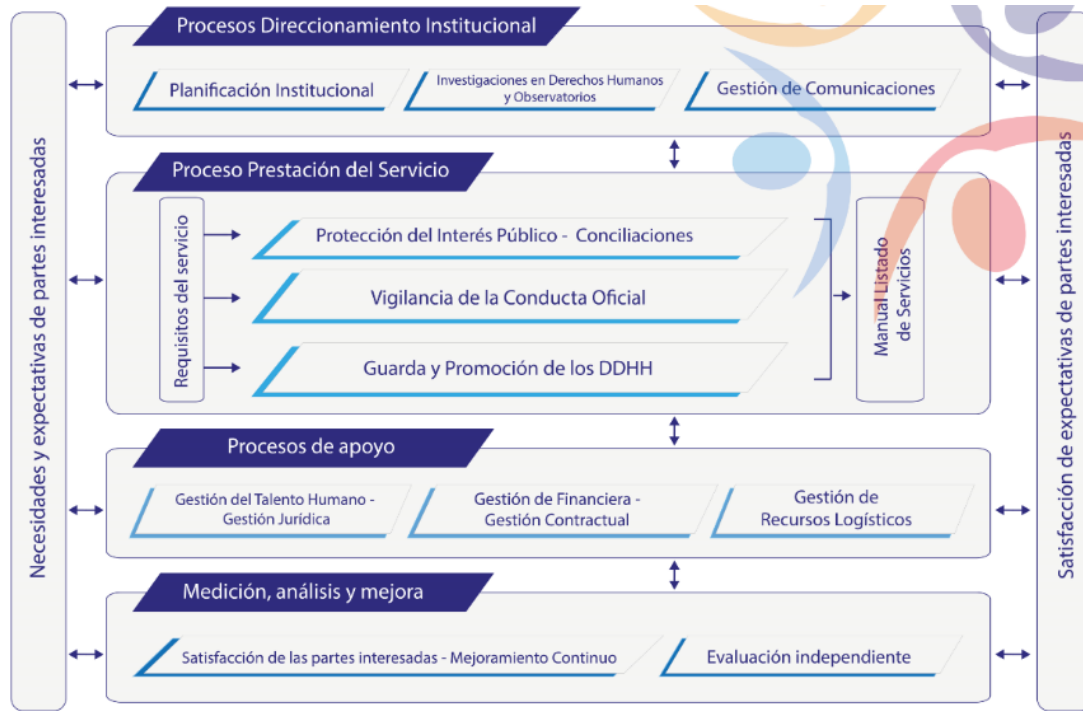 Necesidades y expectativas de partes interesadas
Procesos Direccionamiento Institucional
Planificación Institucional
Investigaciones en Derechos Humanos
y Observatorios
Gestión de Comunicaciones
Proceso Prestación del Servicio
Requisitos del servicio
Protección del Interés Público - Conciliaciones
Vigilancia de la Conducta Oficial
Guarda y Promoción de los DDHH
Manual Listado
de Servicios
Procesos de apoyo
Gestión del Talento Humano -
Gestión Jurídica
Gestión de Financiera -
Gestión Contractual
Gestión de
Recursos Logísticos
Medición, análisis y mejora
Satisfacción de las partes interesadas - Mejoramiento Continuo
Evaluación independiente
Satisfacción de expectativas de partes interesadas